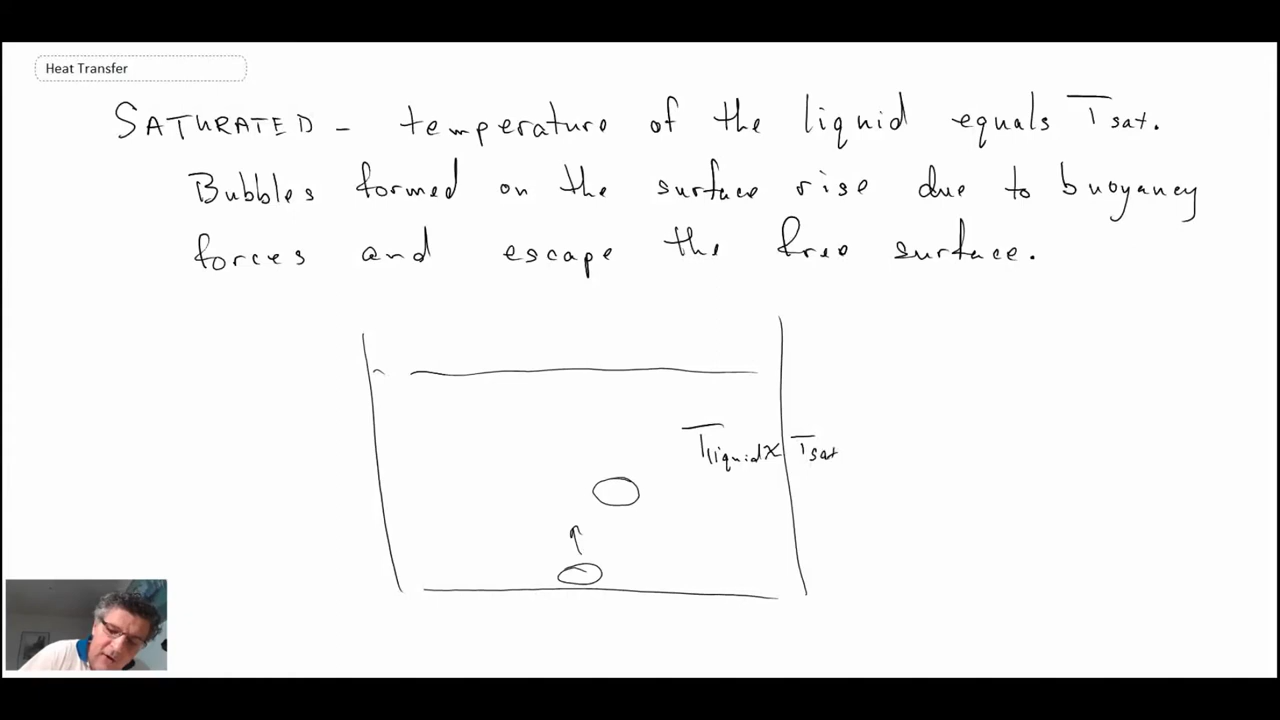 Heat Transfer
SATURATED - temperature of the liquid equals Tsat.
Bubbles formed on the surface rise due to buoyancy
forces and escape the free surface.
Tliquid Tsat